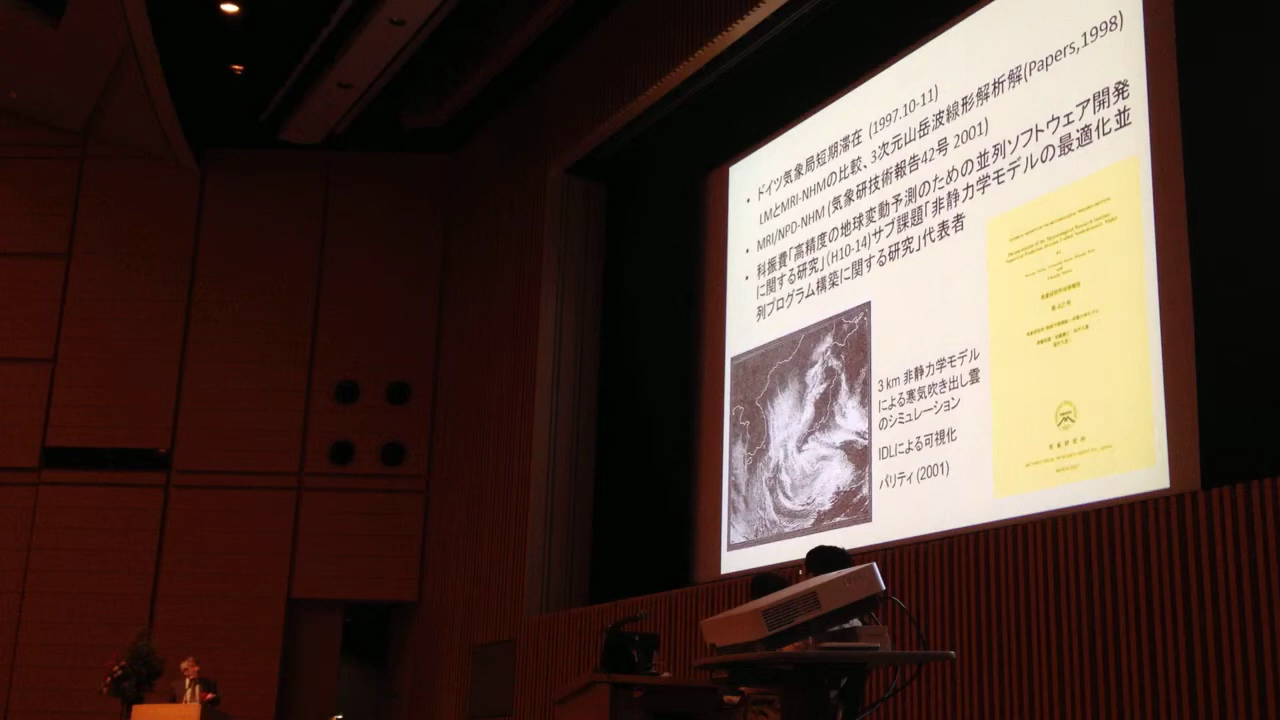 ・ ドイツ気象局短期滞在 (1997.10-11)
LMとMRI-NHMの比較、3次元山岳波線形解析解(Papers,1998)
・ MRI/NPD-NHM (気象研技術報告42号 2001)
・ 科振費「高精度の地球変動予測のための並列ソフトウェア開発
に関する研究」(H10-14)サブ課題「非静力学モデルの最適化並
列プログラム構築に関する研究」代表者
3 km 非静力学モデル
による寒気吹き出し雲
のシミュレーション
IDLによる可視化
パリティ (2001)
気象研究所